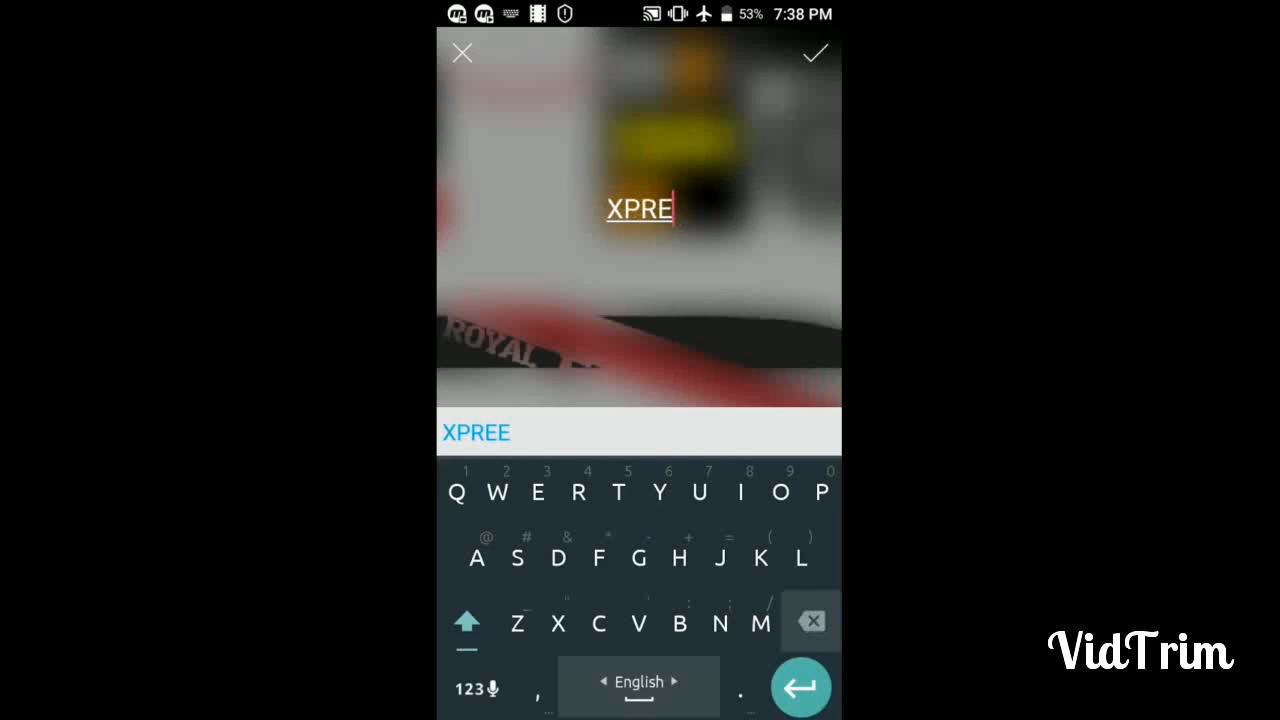 53% 7:38 PM
XPRE
ROYAL
XPREE
1 2 3 4 5 6 7 8 9 0
Q W E R T Y U I O P
@ # & * - + = ( )
A S D F G H J K L
_ " ' : ; /
Z X C V B N M
123 , English .
VidTrim